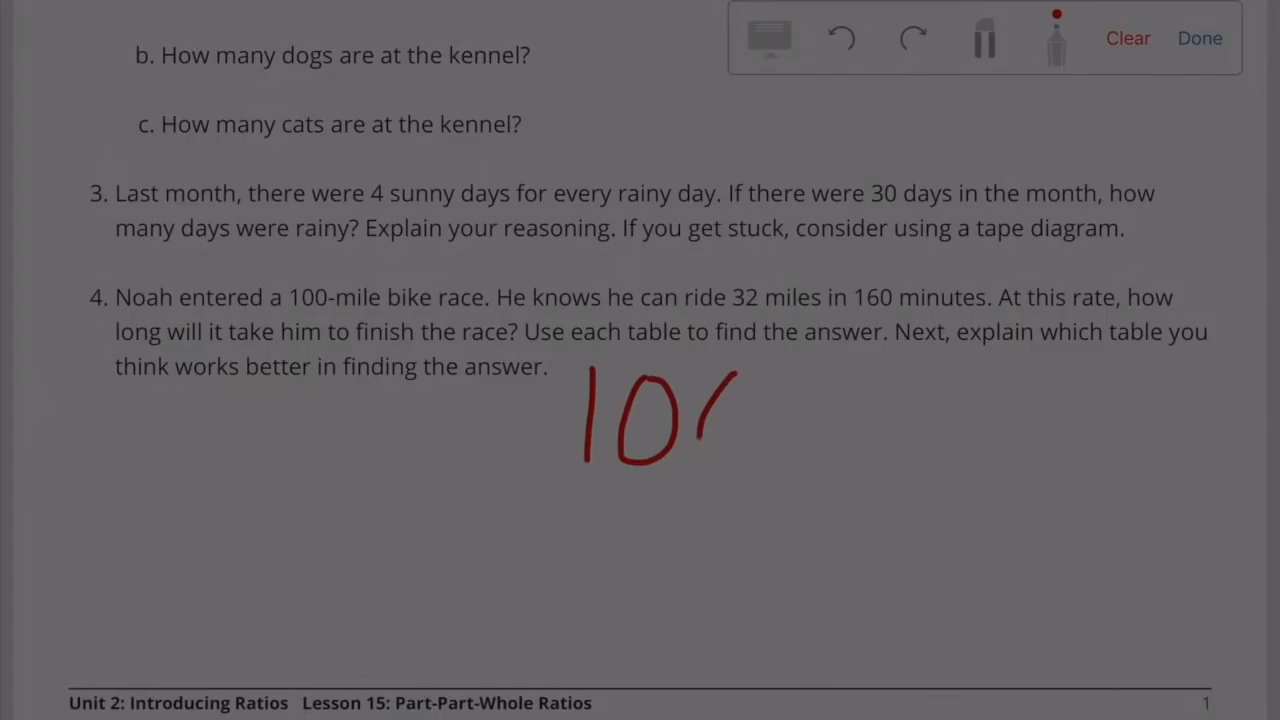 Clear Done
b. How many dogs are at the kennel?
c. How many cats are at the kennel?
3. Last month, there were 4 sunny days for every rainy day. If there were 30 days in the month, how
many days were rainy? Explain your reasoning. If you get stuck, consider using a tape diagram.
4. Noah entered a 100-mile bike race. He knows he can ride 32 miles in 160 minutes. At this rate, how
long will it take him to finish the race? Use each table to find the answer. Next, explain which table you
think works better in finding the answer.
10
Unit 2: Introducing Ratios Lesson 15: Part-Part-Whole Ratios 1